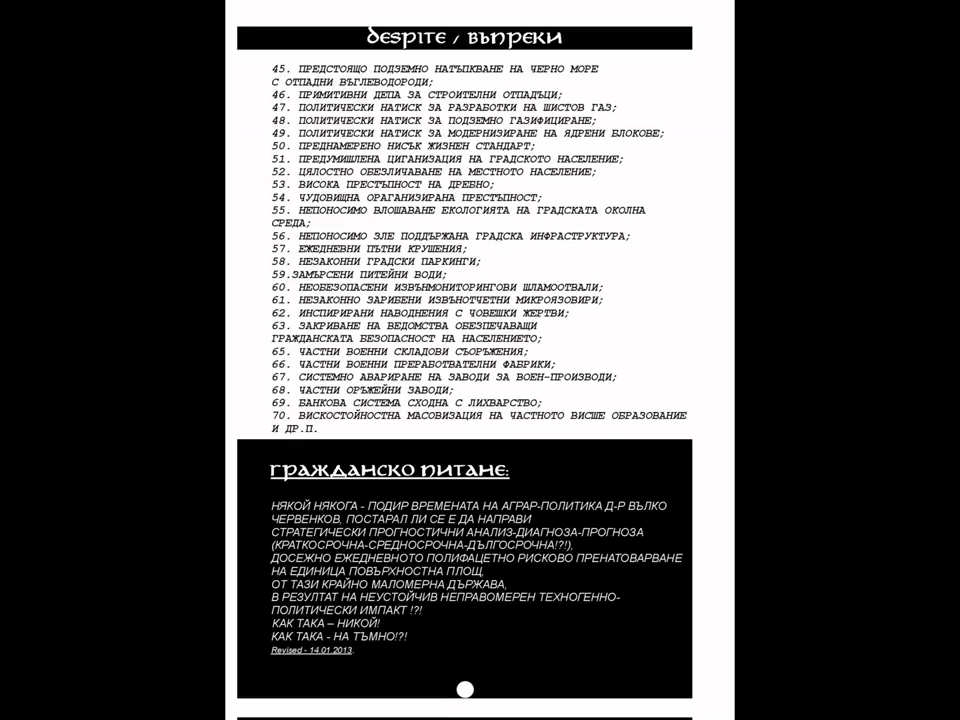 DESPITE / ВЪПРЕКИ
45. ПРЕДСТОЯЩО ПОДЗЕМНО НАТЪПКВАНЕ НА ЧЕРНО МОРЕ
С ОТПАДНИ ВЪГЛЕВОДОРОДИ;
46. ПРИМИТИВНИ ДЕПА ЗА СТРОИТЕЛНИ ОТПАДЪЦИ;
47. ПОЛИТИЧЕСКИ НАТИСК ЗА РАЗРАБОТКИ НА ШИСТОВ ГАЗ;
48. ПОЛИТИЧЕСКИ НАТИСК ЗА ПОДЗЕМНО ГАЗИФИЦИРАНЕ;
49. ПОЛИТИЧЕСКИ НАТИСК ЗА МОДЕРНИЗИРАНЕ НА ЯДРЕНИ БЛОКОВЕ;
50. ПРЕДНАМЕРЕНО НИСЪК ЖИЗНЕН СТАНДАРТ;
51. ПРЕДУМИШЛЕНА ЦИГАНИЗАЦИЯ НА ГРАДСКОТО НАСЕЛЕНИЕ;
52. ЦЯЛОСТНО ОБЕЗЛИЧАВАНЕ НА МЕСТНОТО НАСЕЛЕНИЕ;
53. ВИСОКА ПРЕСТЪПНОСТ НА ДРЕБНО;
54. ЧУДОВИЩНА ОРАГАНИЗИРАНА ПРЕСТЪПНОСТ;
55. НЕПОНОСИМО ВЛОШАВАНЕ ЕКОЛОГИЯТА НА ГРАДСКАТА ОКОЛНА
СРЕДА;
56. НЕПОНОСИМО ЗЛЕ ПОДДЪРЖАНА ГРАДСКА ИНФРАСТРУКТУРА;
57. ЕЖЕДНЕВНИ ПЪТНИ КРУШЕНИЯ;
58. НЕЗАКОННИ ГРАДСКИ ПАРКИНГИ;
59.ЗАМЪРСЕНИ ПИТЕЙНИ ВОДИ;
60. НЕОБЕЗОПАСЕНИ ИЗВЪНМОНИТОРИНГОВИ ШЛАМООТВАЛИ;
61. НЕЗАКОННО ЗАРИБЕНИ ИЗВЪНОТЧЕТНИ МИКРОЯЗОВИРИ;
62. ИНСПИРИРАНИ НАВОДНЕНИЯ С ЧОВЕШКИ ЖЕРТВИ;
63. ЗАКРИВАНЕ НА ВЕДОМСТВА ОБЕЗПЕЧАВАЩИ
ГРАЖДАНСКАТА БЕЗОПАСНОСТ НА НАСЕЛЕНИЕТО;
65. ЧАСТНИ ВОЕННИ СКЛАДОВИ СЪОРЪЖЕНИЯ;
66. ЧАСТНИ ВОЕННИ ПРЕРАБОТВАТЕЛНИ ФАБРИКИ;
67. СИСТЕМНО АВАРИРАНЕ НА ЗАВОДИ ЗА ВОЕН-ПРОИЗВОДИ;
68. ЧАСТНИ ОРЪЖЕЙНИ ЗАВОДИ;
69. БАНКОВА СИСТЕМА СХОДНА С ЛИХВАРСТВО;
70. ВИСКОСТОЙНОСТНА МАСОВИЗАЦИЯ НА ЧАСТНОТО ВИСШЕ ОБРАЗОВАНИЕ
И ДР.П.
ГРАЖДАНСКО ПИТАНЕ:
НЯКОЙ НЯКОГА - ПОДИР ВРЕМЕНАТА НА АГРАР-ПОЛИТИКА Д-Р ВЪЛКО
ЧЕРВЕНКОВ, ПОСТАРАЛ ЛИ СЕ Е ДА НАПРАВИ
СТРАТЕГИЧЕСКИ ПРОГНОСТИЧНИ АНАЛИЗ-ДИАГНОЗА-ПРОГНОЗА
(КРАТКОСРОЧНА-СРЕДНОСРОЧНА-ДЪЛГОСРОЧНА!?!),
ДОСЕЖНО ЕЖЕДНЕВНОТО ПОЛИФАЦЕТНО РИСКОВО ПРЕНАТОВАРВАНЕ
НА ЕДИНИЦА ПОВЪРХНОСТНА ПЛОЩ,
ОТ ТАЗИ КРАЙНО МАЛОМЕРНА ДЪРЖАВА,
В РЕЗУЛТАТ НА НЕУСТОЙЧИВ НЕПРАВОМЕРЕН ТЕХНОГЕННО-
ПОЛИТИЧЕСКИ ИМПАКТ !?!
КАК ТАКА – НИКОЙ!
КАК ТАКА - НА ТЪМНО!?!
Revised - 14.01.2013.